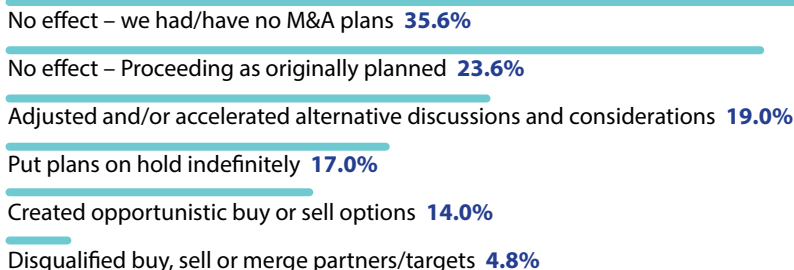 No effect – we had/have no M&A plans 35.6%
No effect – Proceeding as originally planned 23.6%
Adjusted and/or accelerated alternative discussions and considerations 19.0%
Put plans on hold indefinitely 17.0%
Created opportunistic buy or sell options 14.0%
Disqualified buy, sell or merge partners/targets 4.8%